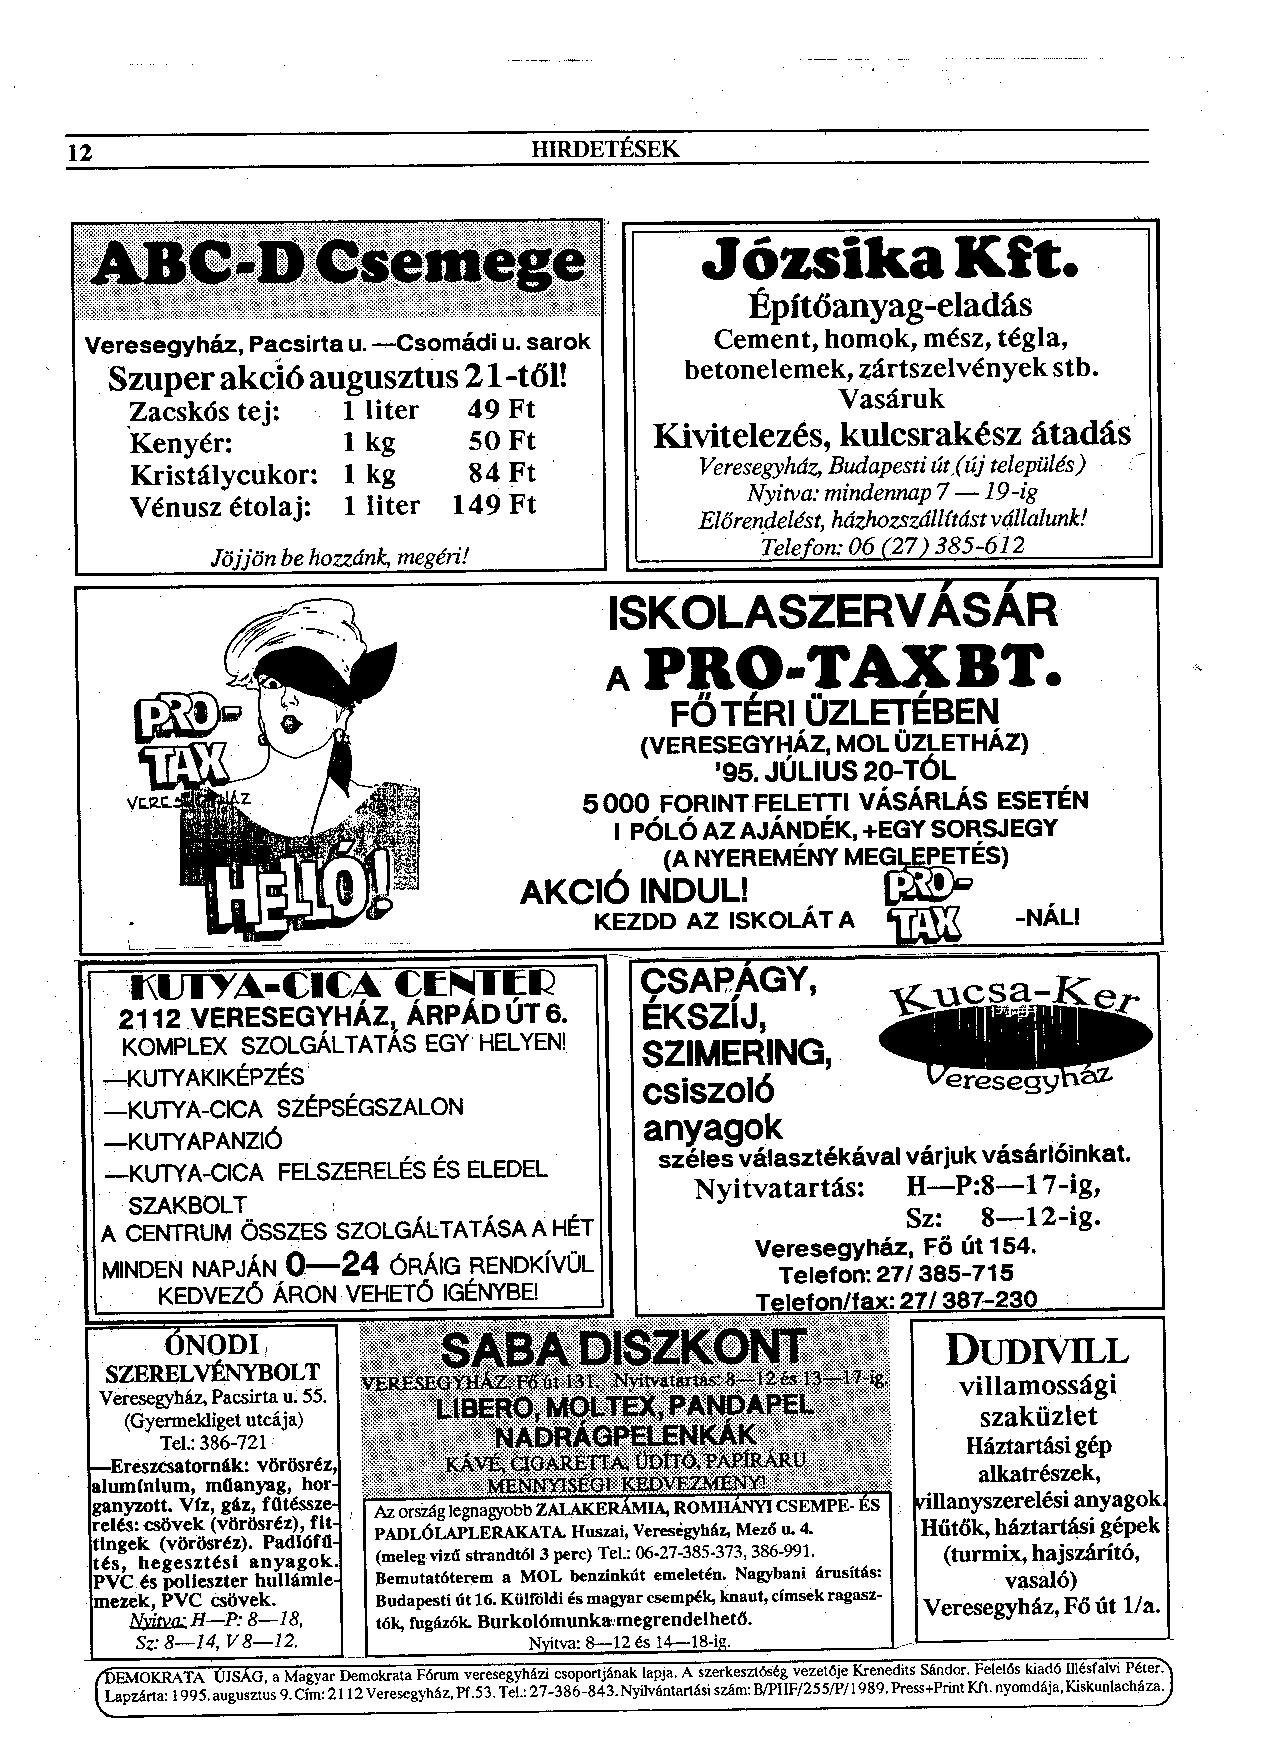 12
HIRDETÉSEK
ABC-D Csemege
Veresegyház, Pacsirta u. —Csomádi u. sarok
Szuper akció augusztus 21-től!
Zacskós tej: 1 liter 49 Ft
Kenyér: 1 kg 50 Ft
Kristálycukor: 1 kg 84 Ft
Vénusz étolaj: 1 liter 149 Ft
Jöjjön be hozzánk, megéri!
Józsika Kft.
Építőanyag-eladás
Cement, homok, mész, tégla,
betonelemek, zártszelvények stb.
Vasáruk
Kivitelezés, kulcsrakész átadás
Veresegyház, Budapesti út (új település)
Nyitva: mindennap 7 — 19-ig
Előrendelést, házhozszállítást vállalunk!
Telefon: 06 (27) 385-612
PRO-
TAX
HELLÓ!
ISKOLASZERVÁSÁR
A PRO-TAX BT.
FŐTÉRI ÜZLETÉBEN
(VERESEGYHÁZ, MOL ÜZLETHÁZ)
'95. JÚLIUS 20-TÓL
5000 FORINT FELETTI VÁSÁRLÁS ESETÉN
I PÓLÓ AZ AJÁNDÉK, +EGY SORSJEGY
(A NYEREMÉNY MEGLEPETÉS)
AKCIÓ INDUL!
KEZDD AZ ISKOLÁT A PRO-TAX -NÁL!
KUTYA-CICA CENTER
2112 VERESEGYHÁZ, ÁRPÁD ÚT 6.
KOMPLEX SZOLGÁLTATÁS EGY HELYEN!
—KUTYAKIKÉPZÉS
—KUTYA-CICA SZÉPSÉGSZALON
—KUTYAPANZIÓ
—KUTYA-CICA FELSZERELÉS ÉS ELEDEL
SZAKBOLT
A CENTRUM ÖSSZES SZOLGÁLTATÁSA A HÉT
MINDEN NAPJÁN 0—24 ÓRÁIG RENDKÍVÜL
KEDVEZŐ ÁRON VEHETŐ IGÉNYBE!
CSAPÁGY,
ÉKSZÍJ,
SZIMERING,
csiszoló
anyagok
Kucsa-Ker
Veresegyház
széles választékával várjuk vásárlóinkat.
Nyitvatartás: H—P:8—17-ig,
Sz: 8—12-ig.
Veresegyház, Fő út 154.
Telefon: 27/ 385-715
Telefon/fax: 27/ 387-230
ÓNODI
SZERELVÉNYBOLT
Veresegyház, Pacsirta u. 55.
(Gyermekliget utcája)
Tel.: 386-721
—Ereszcsatornák: vörösréz,
alumínium, műanyag, hor-
ganyzott. Víz, gáz, fűtéssze-
relés: csövek (vörösréz), fit-
tingek (vörösréz). Padlófű-
tés, hegesztési anyagok.
PVC és poliészter hullámle-
mezek, PVC csövek.
Nyitva: H—P: 8—18,
Sz: 8—14, V 8—12.
SABA DISZKONT
VERESEGYHÁZ, Fő út 131. Nyitvatartás: 8—12 és 13—17-ig.
LIBERO, MOLTEX, PANDAPEL
NADRÁGPELENKÁK
KÁVÉ, CIGARETTA, ÜDÍTŐ, PAPÍRÁRU
MENNYISÉGI KEDVEZMÉNY!
Az ország legnagyobb ZALAKERÁMIA, ROMHÁNYI CSEMPE- ÉS
PADLÓLAPLERAKATA. Huszai, Veresegyház, Mező u. 4.
(meleg vizű strandtól 3 perc) Tel.: 06-27-385-373, 386-991.
Bemutatóterem a MOL benzinkút emeletén. Nagybani árusítás:
Budapesti út 16. Külföldi és magyar csempék, knaut, címsek ragasz-
tók, fugázók. Burkolómunka megrendelhető.
Nyitva: 8—12 és 14—18-ig.
DUDIVILL
villamossági
szaküzlet
Háztartási gép
alkatrészek,
villanyszerelési anyagok.
Hűtők, háztartási gépek
(turmix, hajszárító,
vasaló)
Veresegyház, Fő út 1/a.
DEMOKRATA ÚJSÁG, a Magyar Demokrata Fórum veresegyházi csoportjának lapja. A szerkesztőség vezetője Krenedits Sándor. Felelős kiadó Illésfalvi Péter.
Lapzárta: 1995. augusztus 9. Cím: 2112 Veresegyház, Pf. 53. Tel.: 27-386-843. Nyilvántartási szám: B/PHF/255/P/1989. Press+Print Kft. nyomdája, Kiskunlacháza.